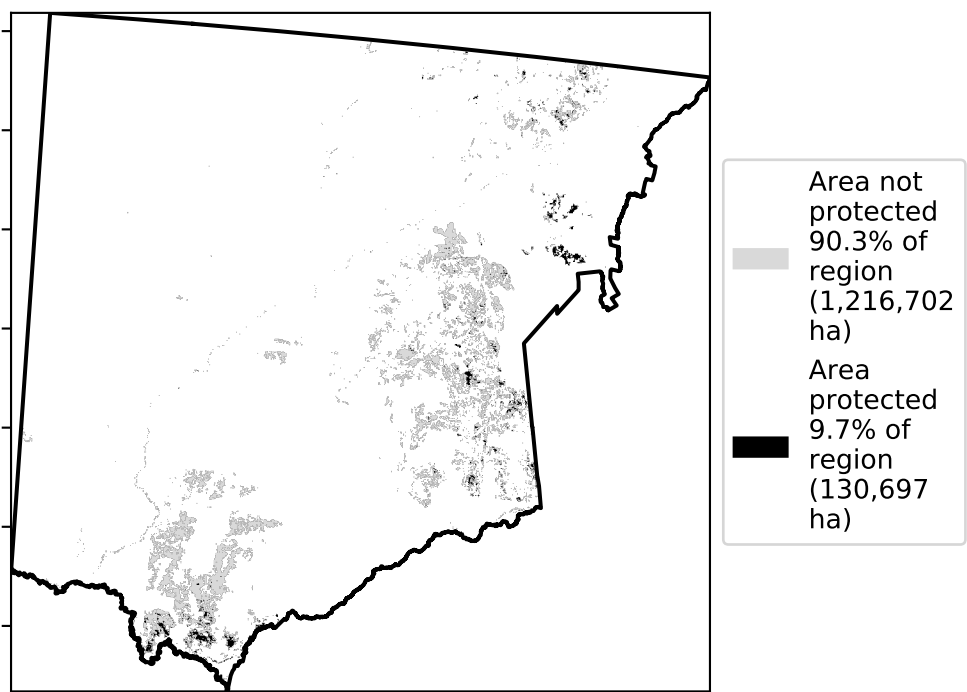 Area not
protected
90.3% of
region
(1,216,702
ha)
Area
protected
9.7% of
region
(130,697
ha)